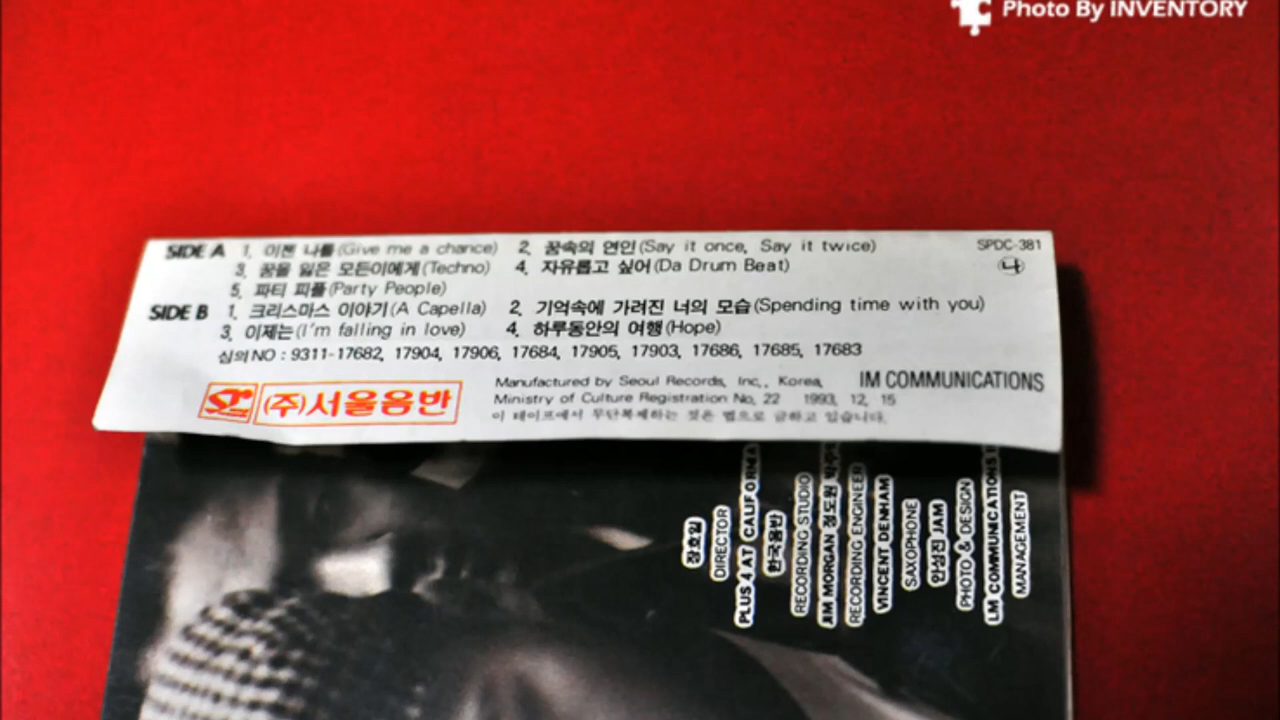 Photo By INVENTORY
SIDE A 1. 이젠 나를(Give me a chance) 2. 꿈속의 연인(Say it once, Say it twice) SPDC-381
3. 꿈을 잃은 모든이에게(Techno) 4. 자유롭고 싶어(Da Drum Beat) 나
5. 파티 피플(Party People)
SIDE B 1. 크리스마스 이야기(A Capella) 2. 기억속에 가려진 너의 모습(Spending time with you)
3. 이제는(I'm falling in love) 4. 하루동안의 여행(Hope)
심의NO : 9311-17682, 17904, 17906, 17684, 17905, 17903, 17686, 17685, 17683
(주)서울음반
Manufactured by Seoul Records, Inc., Korea, IM COMMUNICATIONS
Ministry of Culture Registration No, 22 1993, 12, 15
이 테이프에서 무단복제하는 것은 법으로 금하고 있습니다.
장호일
DIRECTOR
PLUS 4 AT CALIFORNIA
한국음반
RECORDING STUDIO
JIM MORGAN 정도원
RECORDING ENGINEER
VINCENT DENHAM
SAXOPHONE
안성진 JAM
PHOTO & DESIGN
I.M COMMUNICATIONS
MANAGEMENT